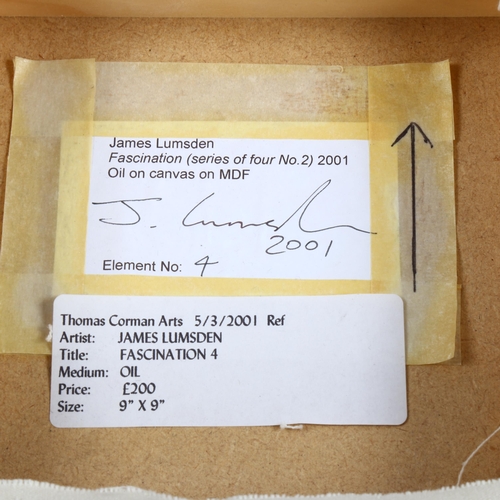 James Lumsden
Fascination (series of four No.2) 2001
Oil on canvas on MDF
J. Lumsden
2001
Element No: 4
Thomas Corman Arts 5/3/2001 Ref
Artist: JAMES LUMSDEN
Title: FASCINATION 4
Medium: OIL
Price: £200
Size: 9" X 9"